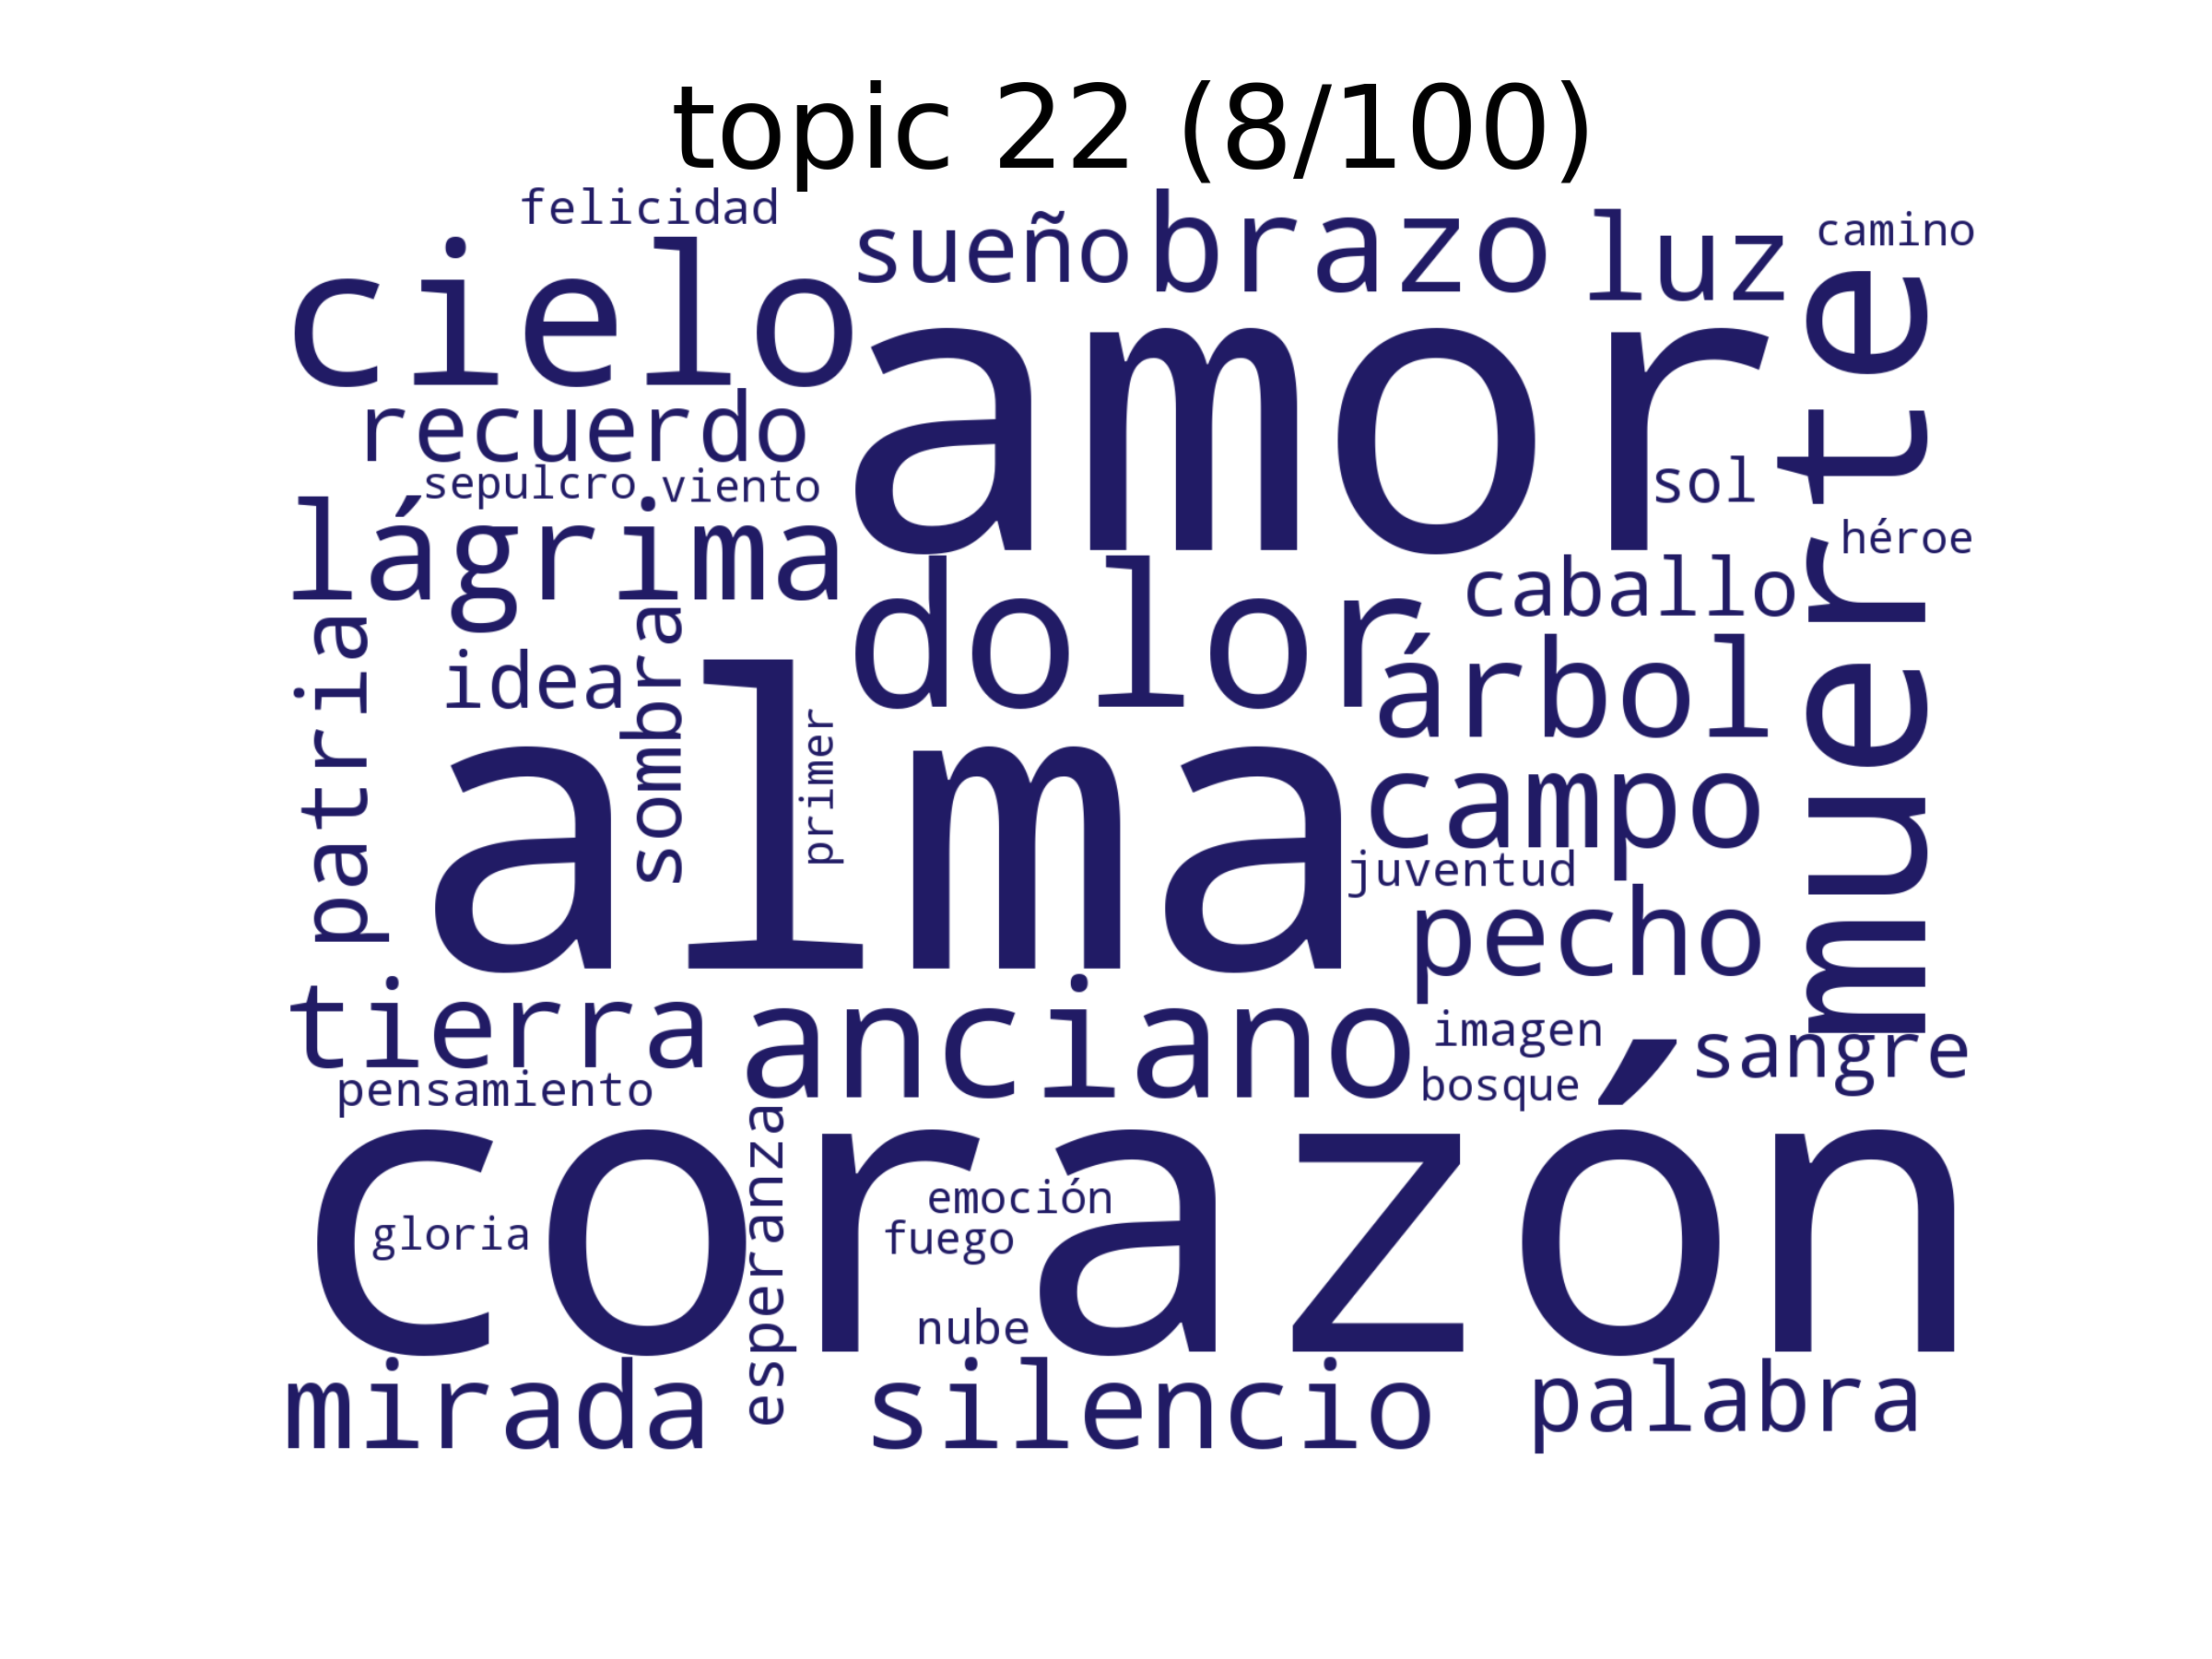 topic 22 (8/100)
felicidad
cielo
sueño
brazo
luz
camino
amor
muerte
recuerdo
sepulcro
viento
sol
héroe
lágrima
dolor
caballo
patria
idea
sombra
primer
árbol
alma
campo
juventud
pecho
tierra
anciano
imagen
sangre
pensamiento
bosque
corazón
esperanza
gloria
emoción
fuego
nube
mirada
silencio
palabra